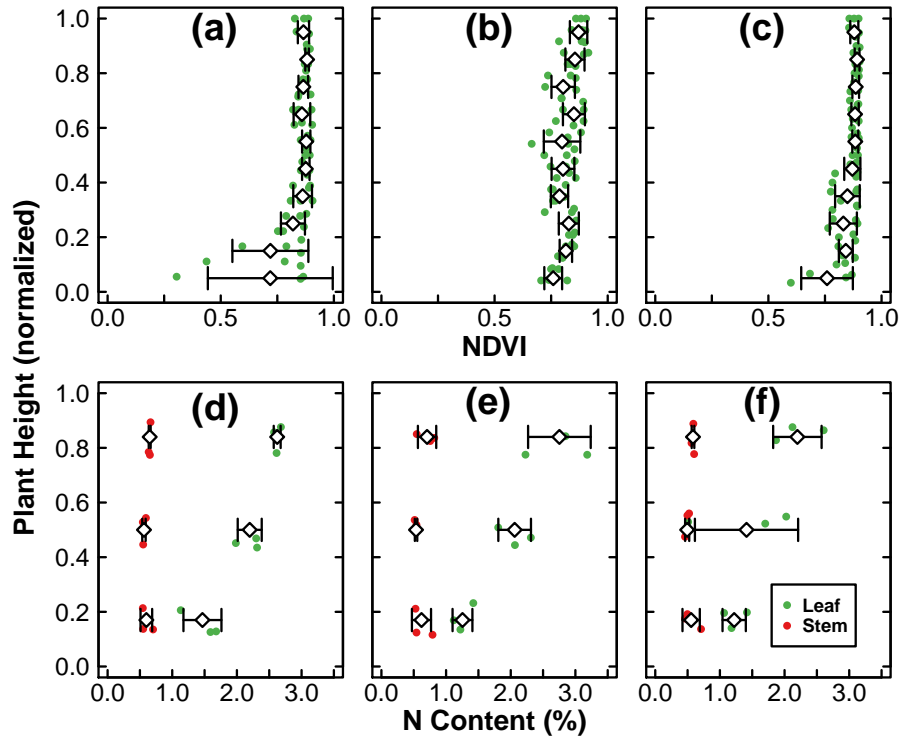 (a) (b) (c)
1.0
0.8
0.6
0.4
0.2
0.0
0.0 0.5 1.0 0.0 0.5 1.0 0.0 0.5 1.0
NDVI
Plant Height (normalized)
(d) (e) (f)
1.0
0.8
0.6
0.4
0.2
0.0
Leaf
Stem
0.0 1.0 2.0 3.0 0.0 1.0 2.0 3.0 0.0 1.0 2.0 3.0
N Content (%)